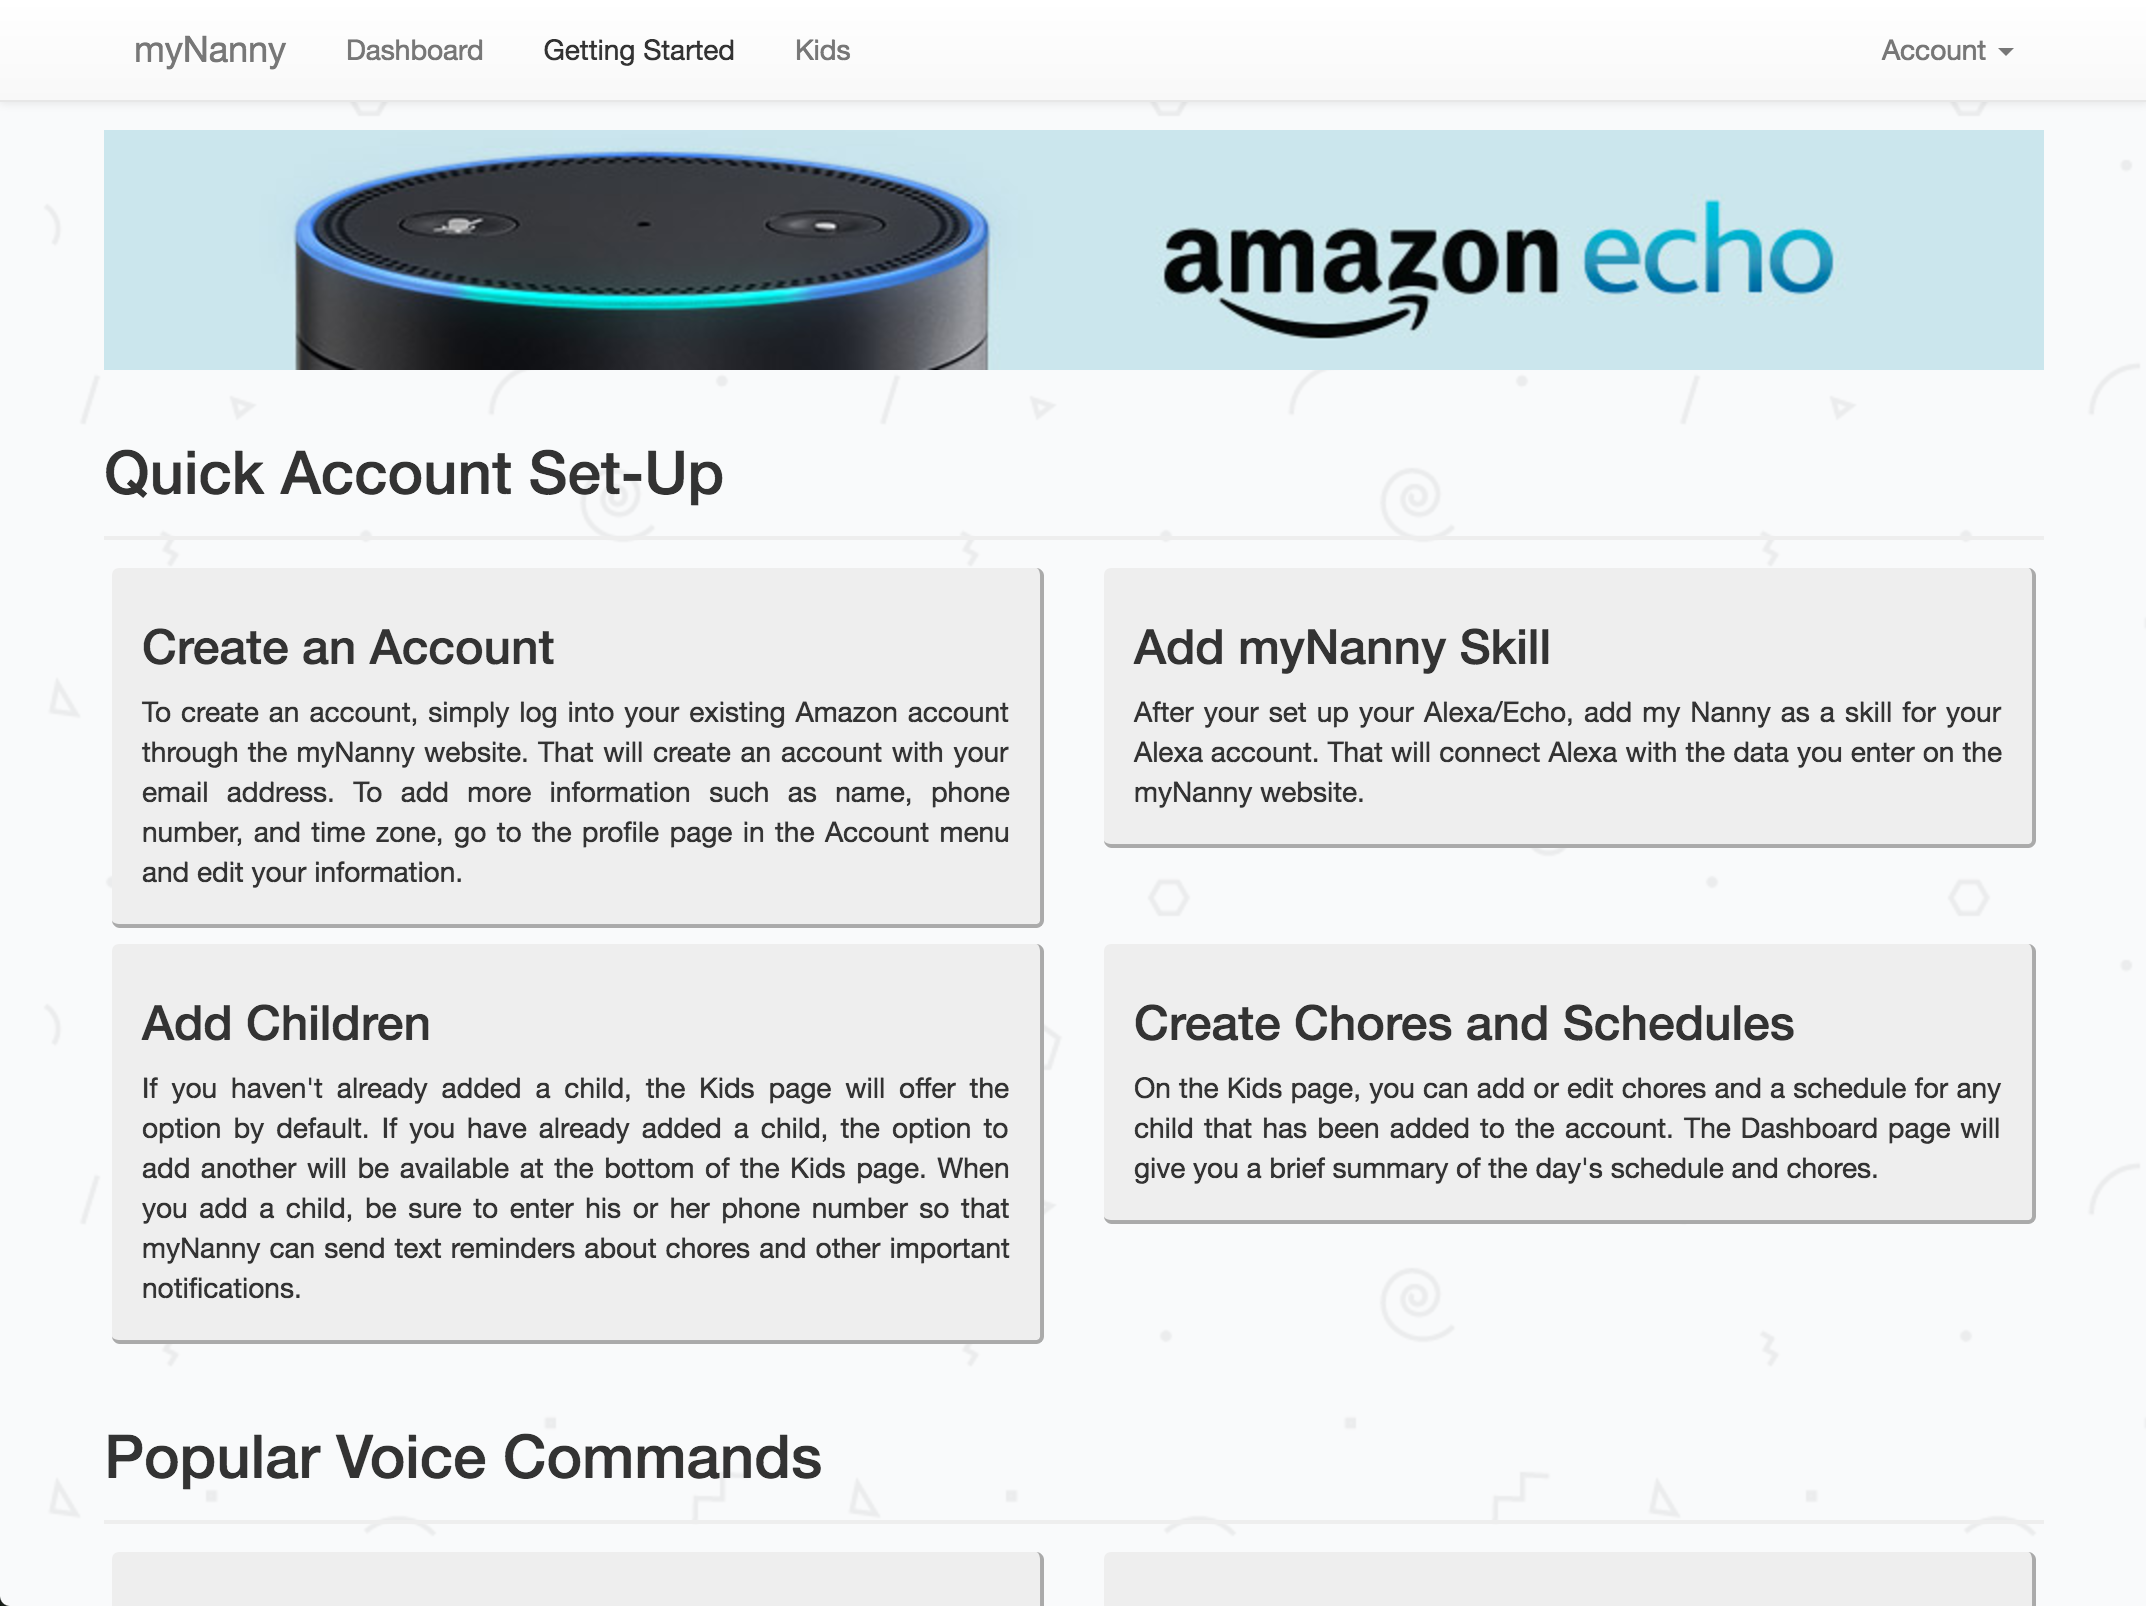 myNanny Dashboard Getting Started Kids Account
amazon echo
Quick Account Set-Up
Create an Account
To create an account, simply log into your existing Amazon account
through the myNanny website. That will create an account with your
email address. To add more information such as name, phone
number, and time zone, go to the profile page in the Account menu
and edit your information.
Add myNanny Skill
After your set up your Alexa/Echo, add my Nanny as a skill for your
Alexa account. That will connect Alexa with the data you enter on the
myNanny website.
Add Children
If you haven't already added a child, the Kids page will offer the
option by default. If you have already added a child, the option to
add another will be available at the bottom of the Kids page. When
you add a child, be sure to enter his or her phone number so that
myNanny can send text reminders about chores and other important
notifications.
Create Chores and Schedules
On the Kids page, you can add or edit chores and a schedule for any
child that has been added to the account. The Dashboard page will
give you a brief summary of the day's schedule and chores.
Popular Voice Commands